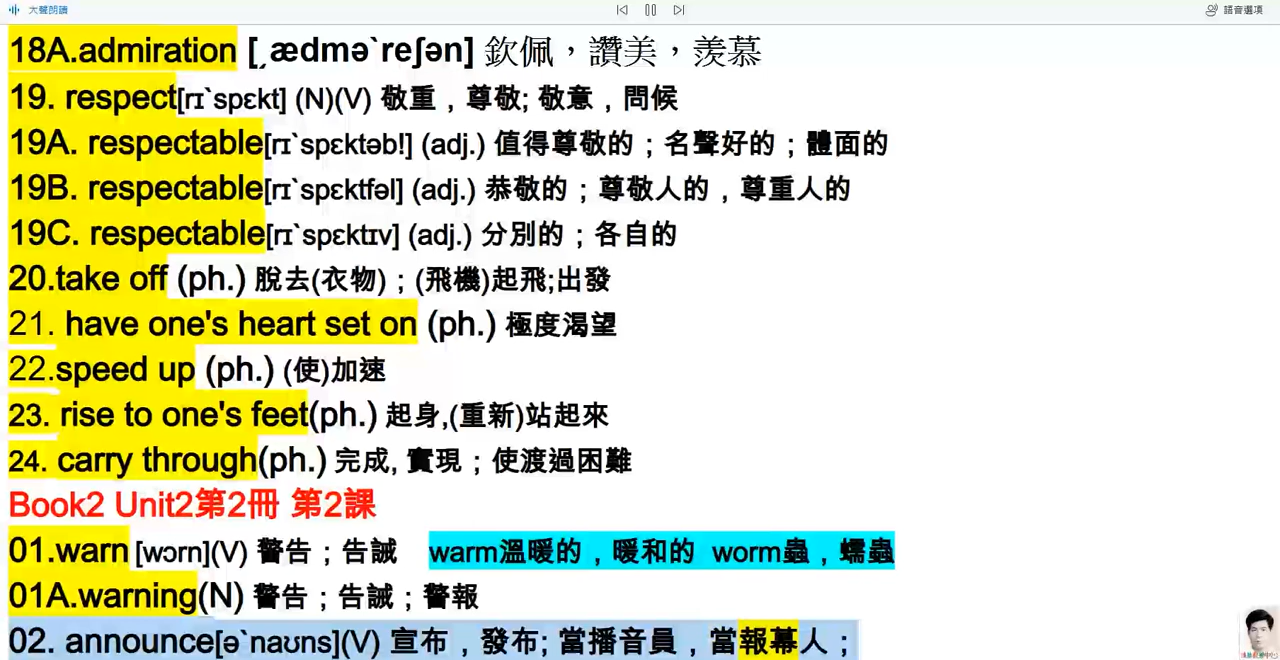 大聲朗讀
語音選項
18A.admiration [ˌædməˋreʃən] 欽佩，讚美，羨慕
19. respect[rɪˋspɛkt] (N)(V) 敬重，尊敬; 敬意，問候
19A. respectable[rɪˋspɛktəb!] (adj.) 值得尊敬的；名聲好的；體面的
19B. respectable[rɪˋspɛktfəl] (adj.) 恭敬的；尊敬人的，尊重人的
19C. respectable[rɪˋspɛktɪv] (adj.) 分別的；各自的
20.take off (ph.) 脫去(衣物)；(飛機)起飛;出發
21. have one's heart set on (ph.) 極度渴望
22.speed up (ph.) (使)加速
23. rise to one's feet(ph.) 起身,(重新)站起來
24. carry through(ph.) 完成, 實現；使渡過困難
Book2 Unit2第2冊 第2課
01.warn [wɔrn](V) 警告；告誡 warm溫暖的，暖和的 worm蟲，蠕蟲
01A.warning(N) 警告；告誡；警報
02. announce[əˋnaʊns](V) 宣布，發布; 當播音員，當報幕人；